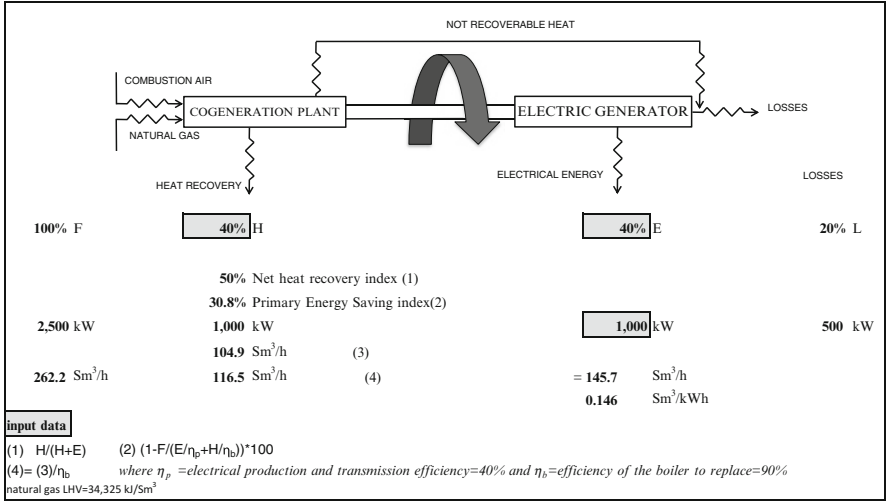 NOT RECOVERABLE HEAT
COMBUSTION AIR
COGENERATION PLANT
ELECTRIC GENERATOR
LOSSES
NATURAL GAS
HEAT RECOVERY
ELECTRICAL ENERGY
LOSSES
100% F 40% H 40% E 20% L
50% Net heat recovery index (1)
30.8% Primary Energy Saving index(2)
2,500 kW 1,000 kW 1,000 kW 500 kW
104.9 Sm³/h (3)
262.2 Sm³/h 116.5 Sm³/h (4) = 145.7 Sm³/h
0.146 Sm³/kWh
input data
(1) H/(H+E) (2) (1-F/(E/ηp+H/ηb))*100
(4)= (3)/ηb where ηp =electrical production and transmission efficiency=40% and ηb=efficiency of the boiler to replace=90%
natural gas LHV=34,325 kJ/Sm³